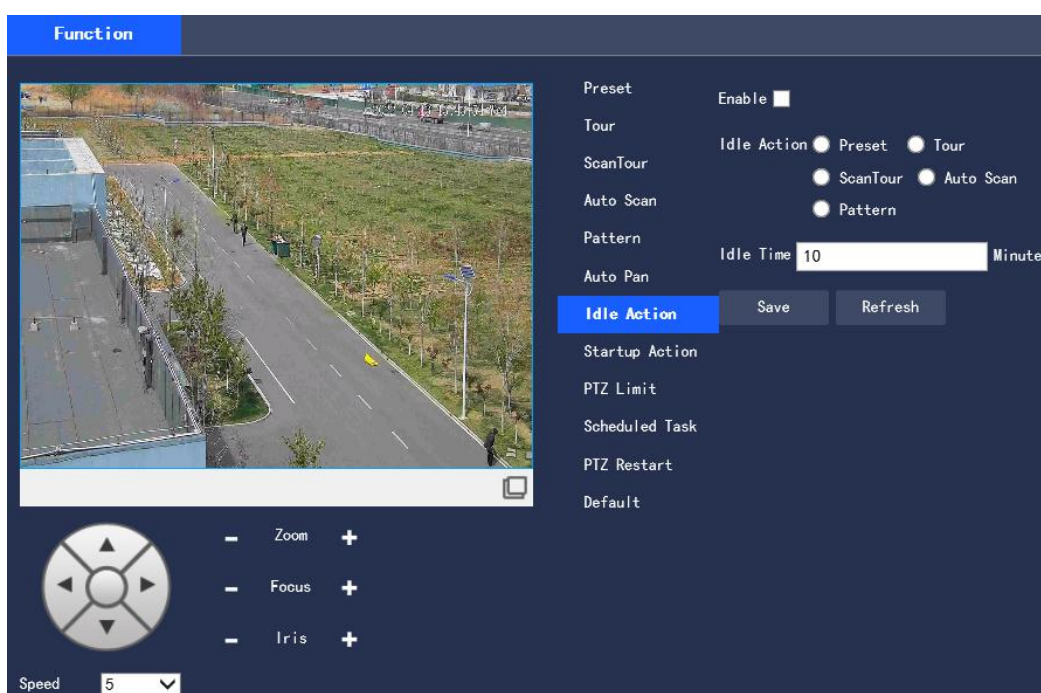 Function
Preset
Tour
ScanTour
Auto Scan
Pattern
Auto Pan
Idle Action
Startup Action
PTZ Limit
Scheduled Task
PTZ Restart
Default
Enable
Idle Action Preset Tour
ScanTour Auto Scan
Pattern
Idle Time 10 Minute
Save Refresh
- Zoom +
- Focus +
- Iris +
Speed 5